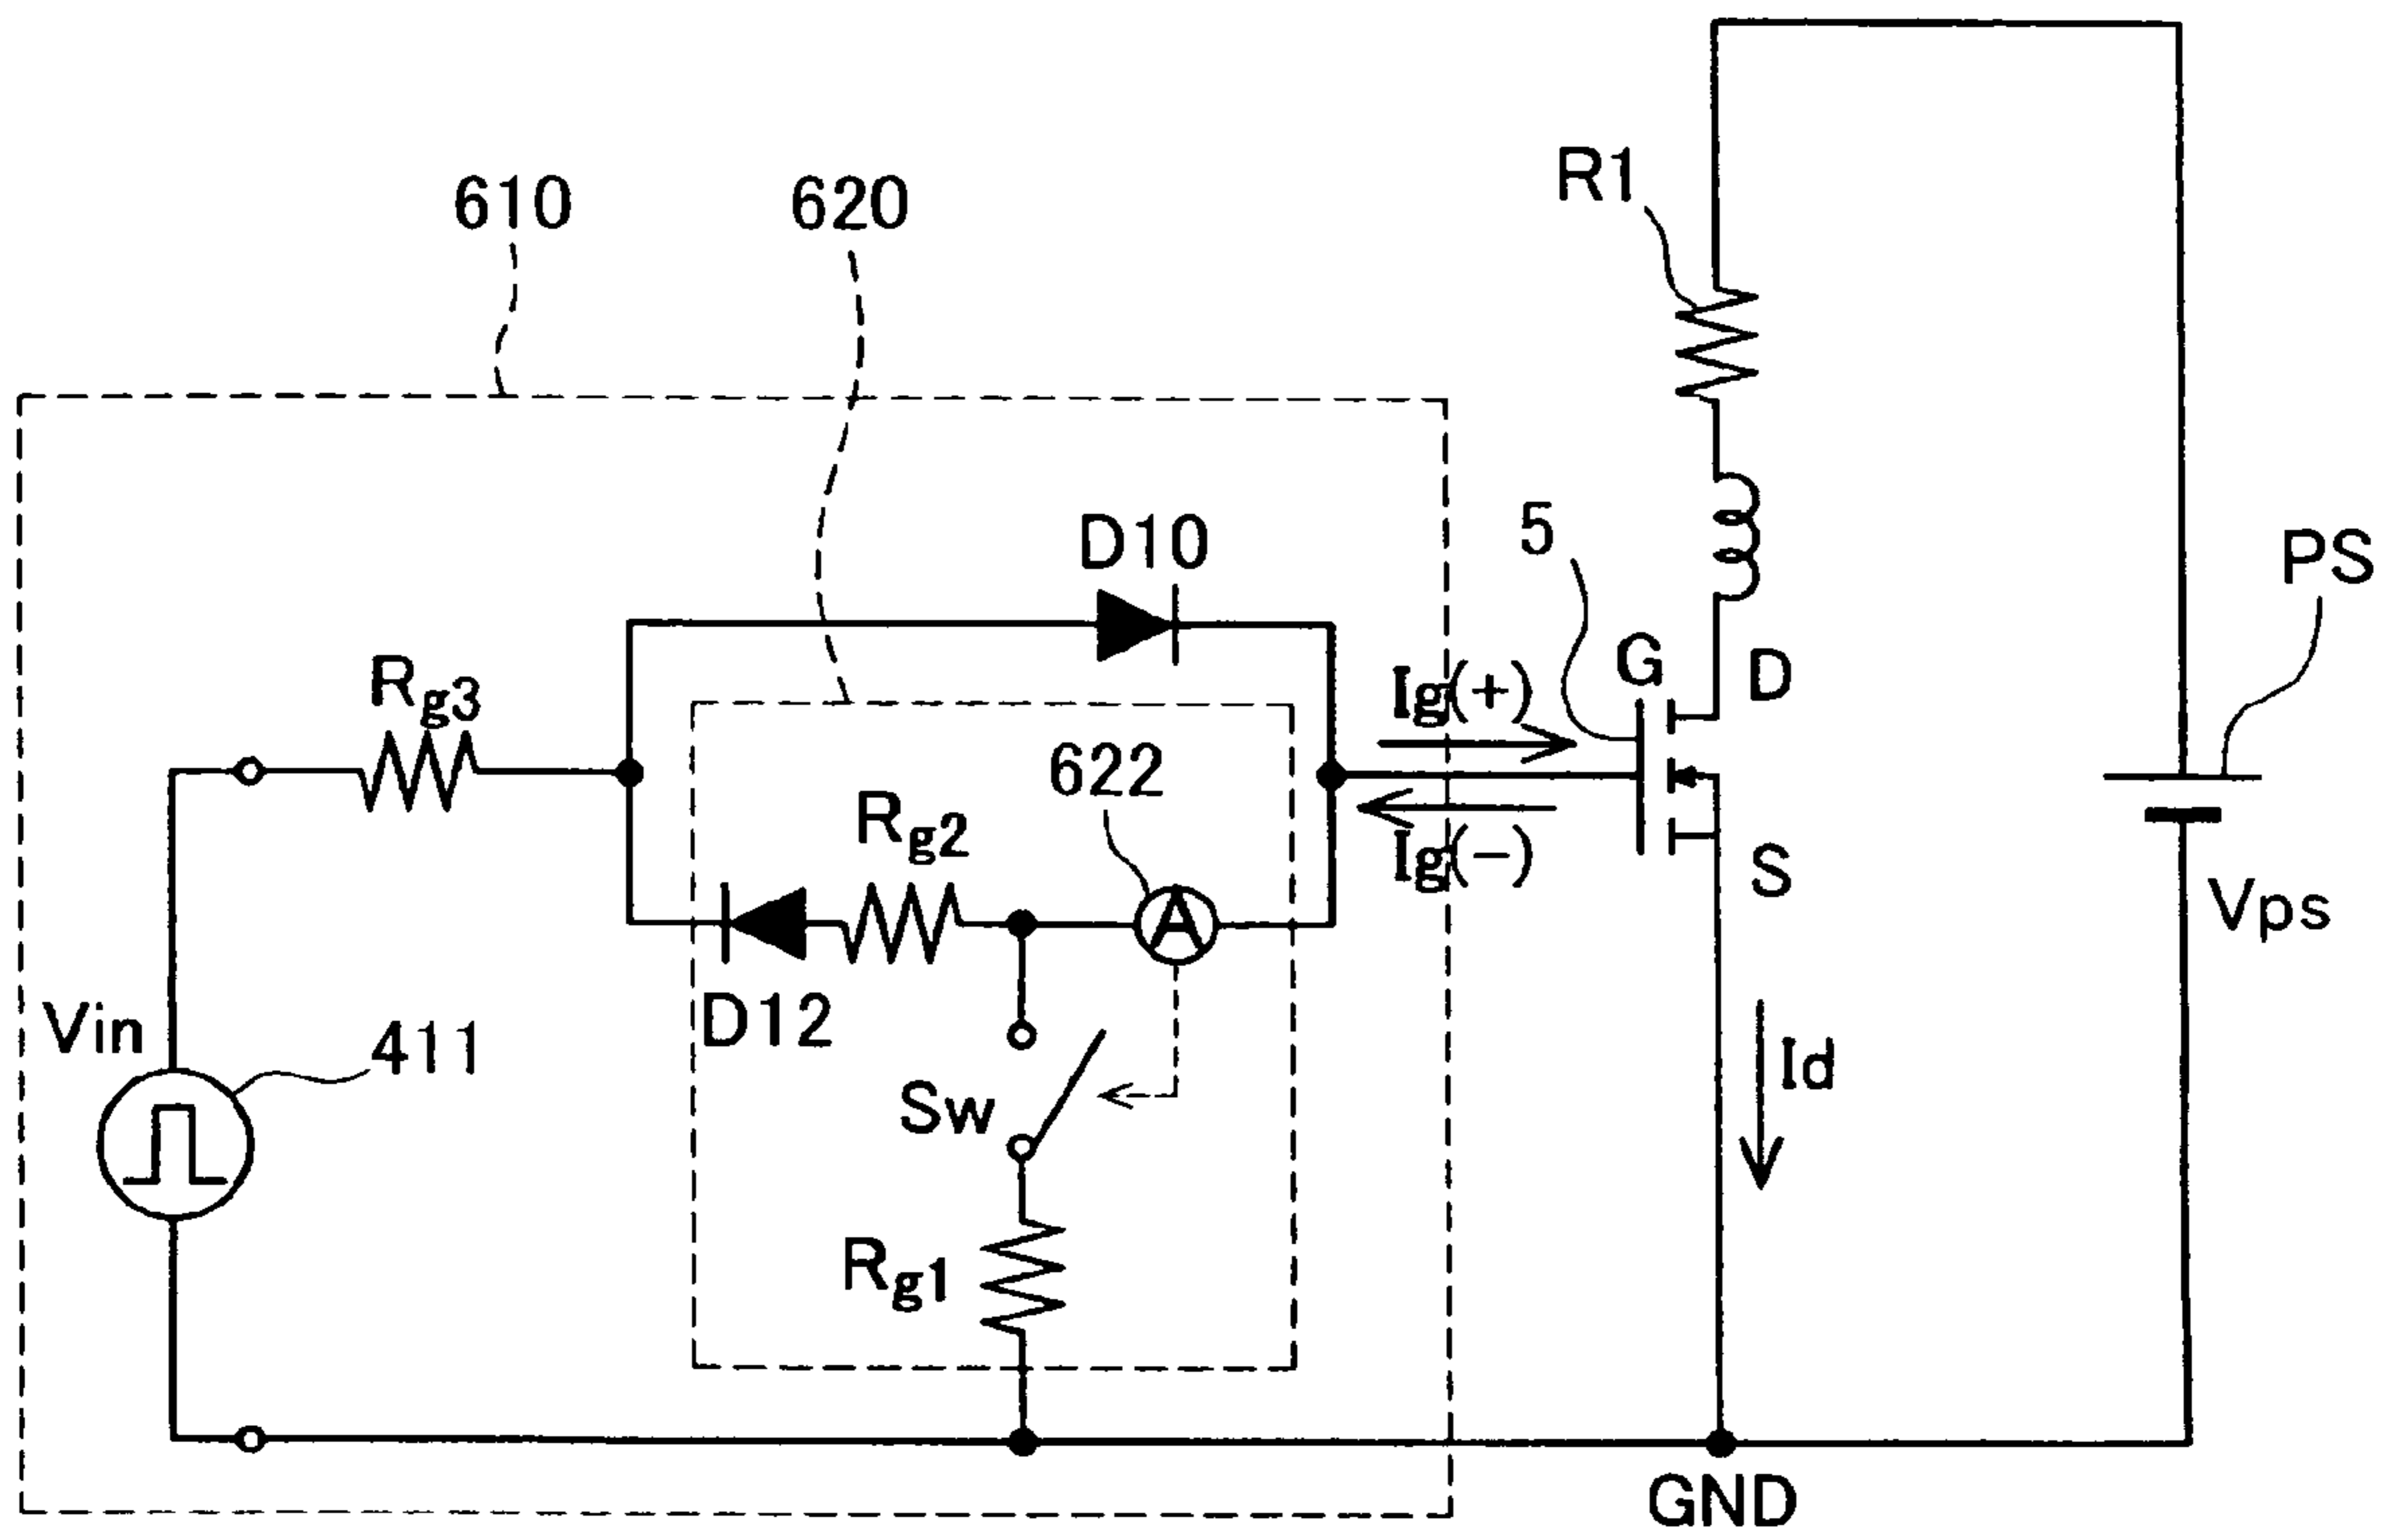 R1
610
620
5
D10
PS
G
D
Ig(+)
Rg3
622
Rg2
Ig(−)
S
Vps
D12
Vin
411
A
Sw
Id
Rg1
GND